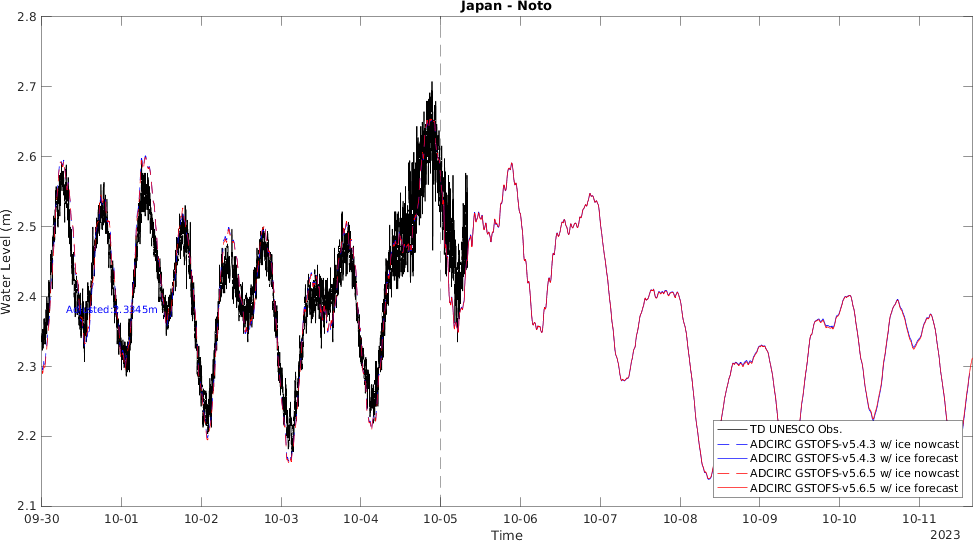 Japan - Noto
2.8
2.7
2.6
2.5
2.4
2.3
2.2
2.1
Water Level (m)
Adjusted:2.3345m
TD UNESCO Obs.
ADCIRC GSTOFS-v5.4.3 w/ ice nowcast
ADCIRC GSTOFS-v5.4.3 w/ ice forecast
ADCIRC GSTOFS-v5.6.5 w/ ice nowcast
ADCIRC GSTOFS-v5.6.5 w/ ice forecast
09-30 10-01 10-02 10-03 10-04 10-05 10-06 10-07 10-08 10-09 10-10 10-11
Time
2023